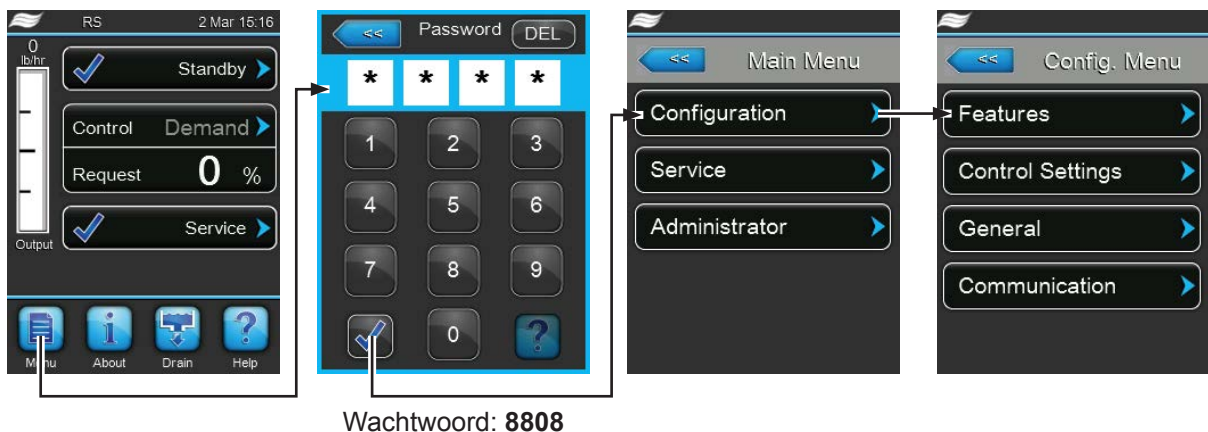 RS 2 Mar 15:16
0
lb/hr
Standby
Control Demand
Request 0 %
Service
Output
Menu About Drain Help
<< Password DEL
* * * *
1 2 3
4 5 6
7 8 9
0 ?
Wachtwoord: 8808
<< Main Menu
Configuration
Service
Administrator
<< Config. Menu
Features
Control Settings
General
Communication